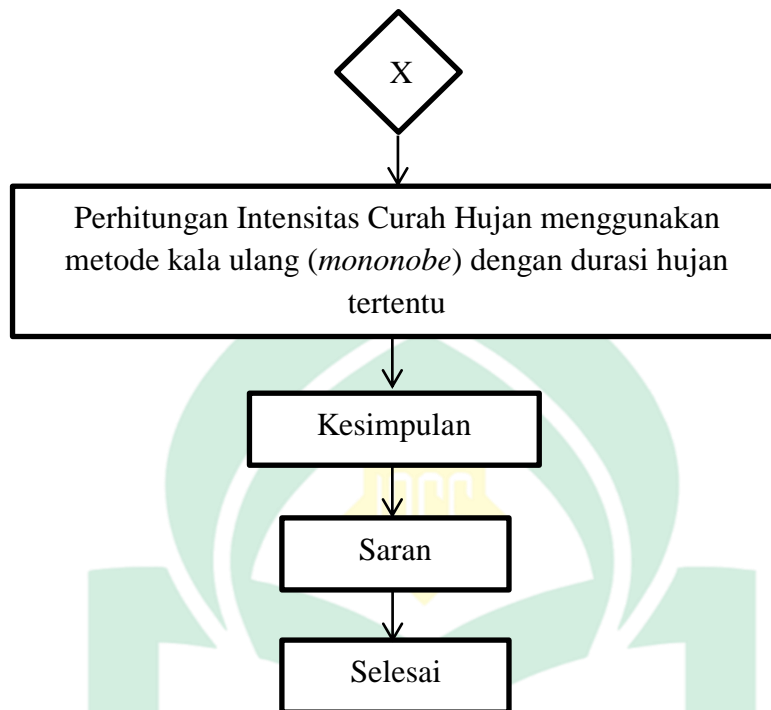 X
Perhitungan Intensitas Curah Hujan menggunakan
metode kala ulang (mononobe) dengan durasi hujan
tertentu
Kesimpulan
Saran
Selesai